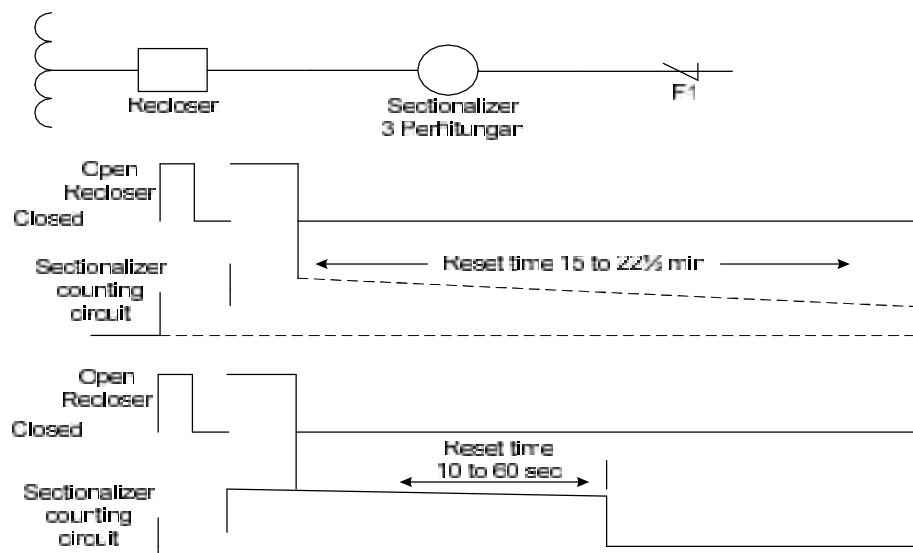 Recloser
F1
Sectionalizer
3 Perhitungan
Open
Recloser
Closed
Reset time 15 to 22½ min
Sectionalizer
counting
circuit
Open
Recloser
Closed
Reset time
10 to 60 sec
Sectionalizer
counting
circuit